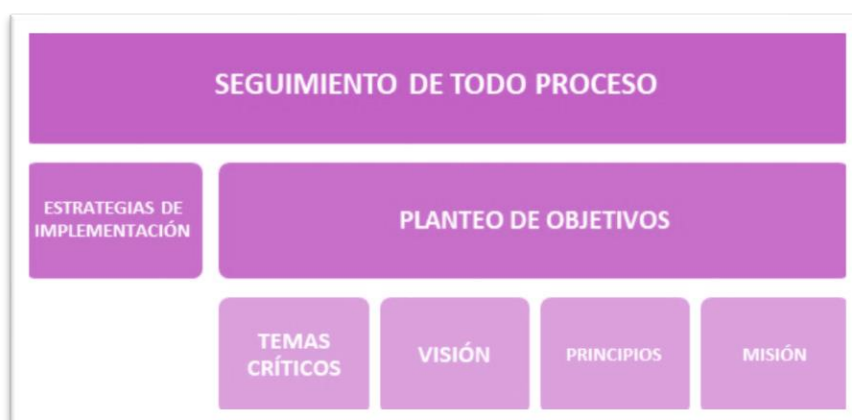 SEGUIMIENTO DE TODO PROCESO
ESTRATEGIAS DE
IMPLEMENTACIÓN
PLANTEO DE OBJETIVOS
TEMAS
CRÍTICOS
VISIÓN
PRINCIPIOS
MISIÓN